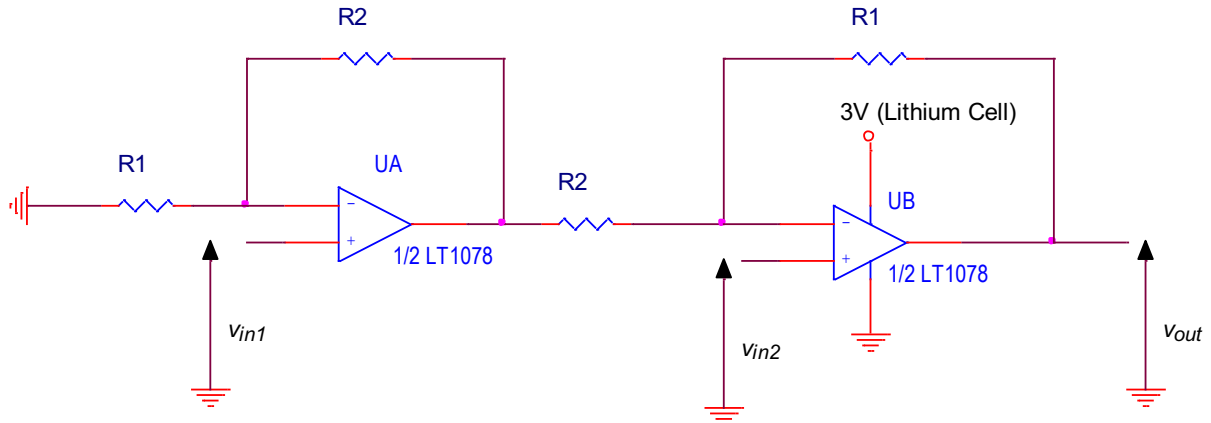 R2
R1
3V (Lithium Cell)
R1
UA
R2
UB
− 
+
1/2 LT1078
−
+
1/2 LT1078
vin1
vin2
vout